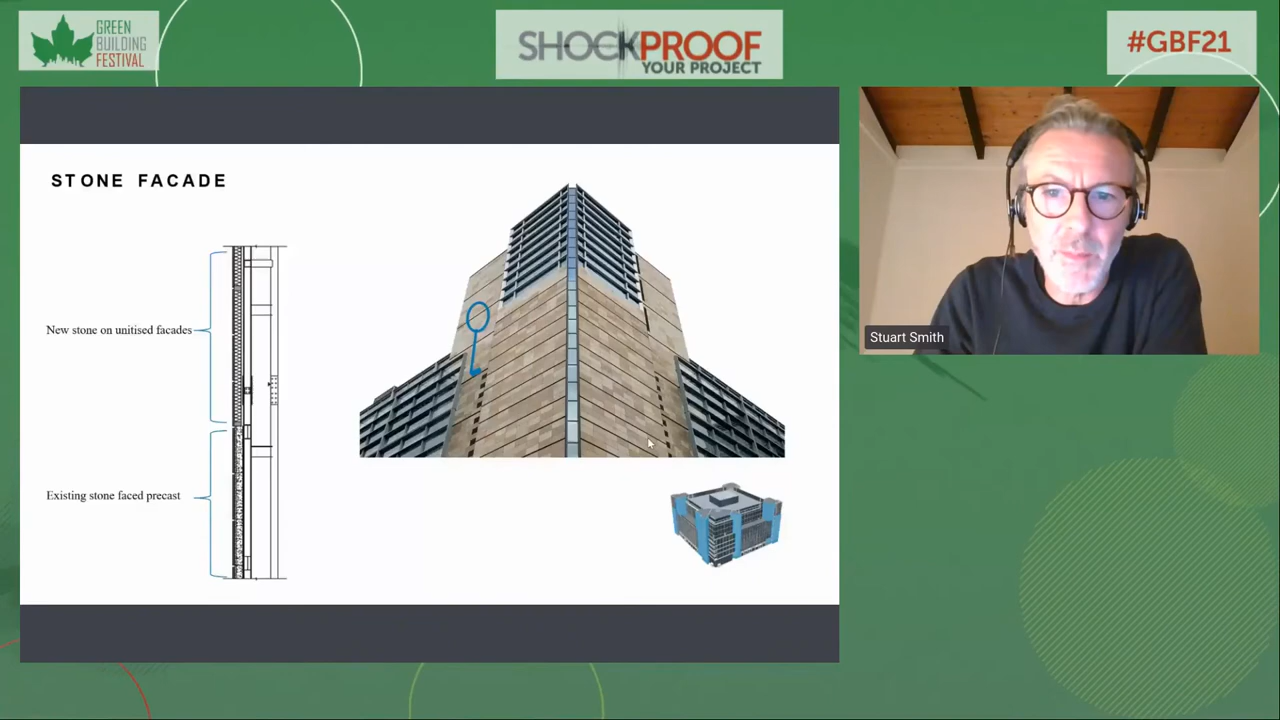 GREEN
BUILDING
FESTIVAL
SHOCKPROOF
YOUR PROJECT
#GBF21
STONE FACADE
New stone on unitised facades
Existing stone faced precast
Stuart Smith